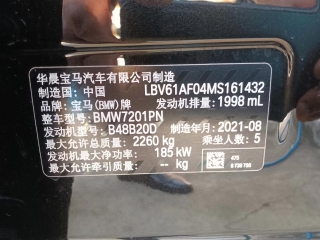 华晨宝马汽车有限公司制造
制造国: 中国 LBV61AF04MS161432
品牌: 宝马(BMW)牌 发动机排量: 1998 mL
整车型号: BMW7201PN
发动机型号: B48B20D 制造年月: 2021-08
最大允许总质量: 2260 kg 乘坐人数: 5
发动机最大净功率: 185 kW
最大允许牵引质量: -- kg